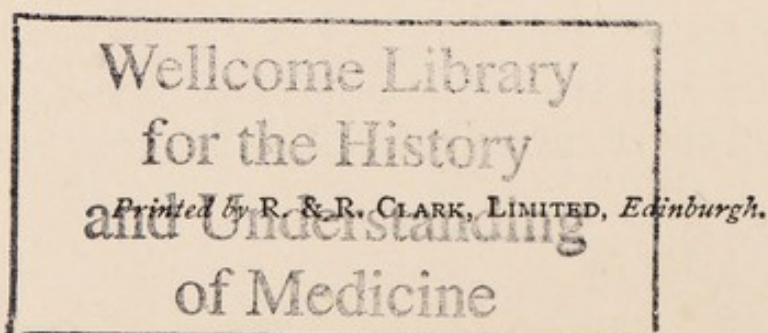 Wellcome Library
for the History
Printed by R. & R. CLARK, LIMITED, Edinburgh.
and Understanding
of Medicine